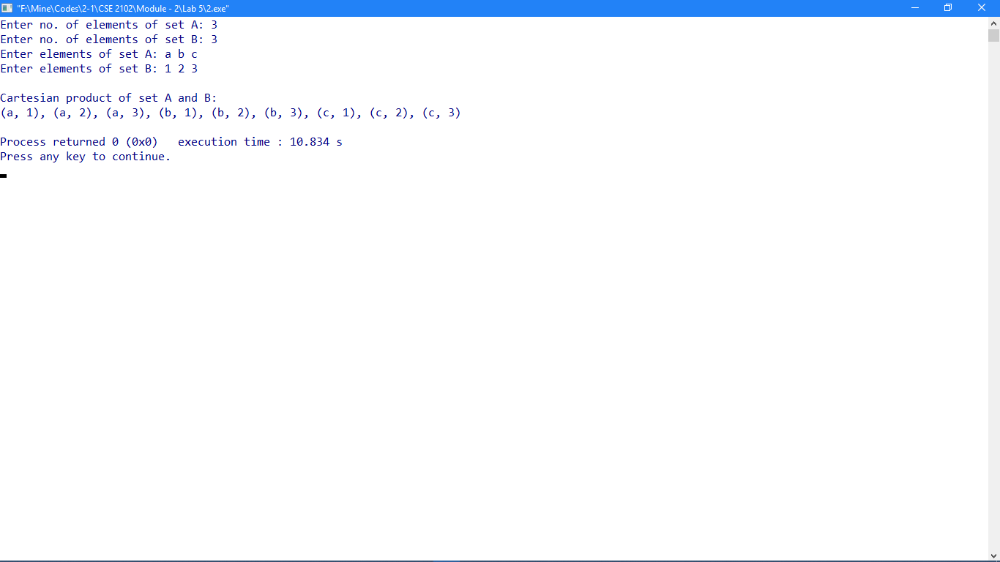 "F:\Mine\Codes\2-1\CSE 2102\Module - 2\Lab 5\2.exe"
Enter no. of elements of set A: 3
Enter no. of elements of set B: 3
Enter elements of set A: a b c
Enter elements of set B: 1 2 3
Cartesian product of set A and B:
(a, 1), (a, 2), (a, 3), (b, 1), (b, 2), (b, 3), (c, 1), (c, 2), (c, 3)
Process returned 0 (0x0)   execution time : 10.834 s
Press any key to continue.